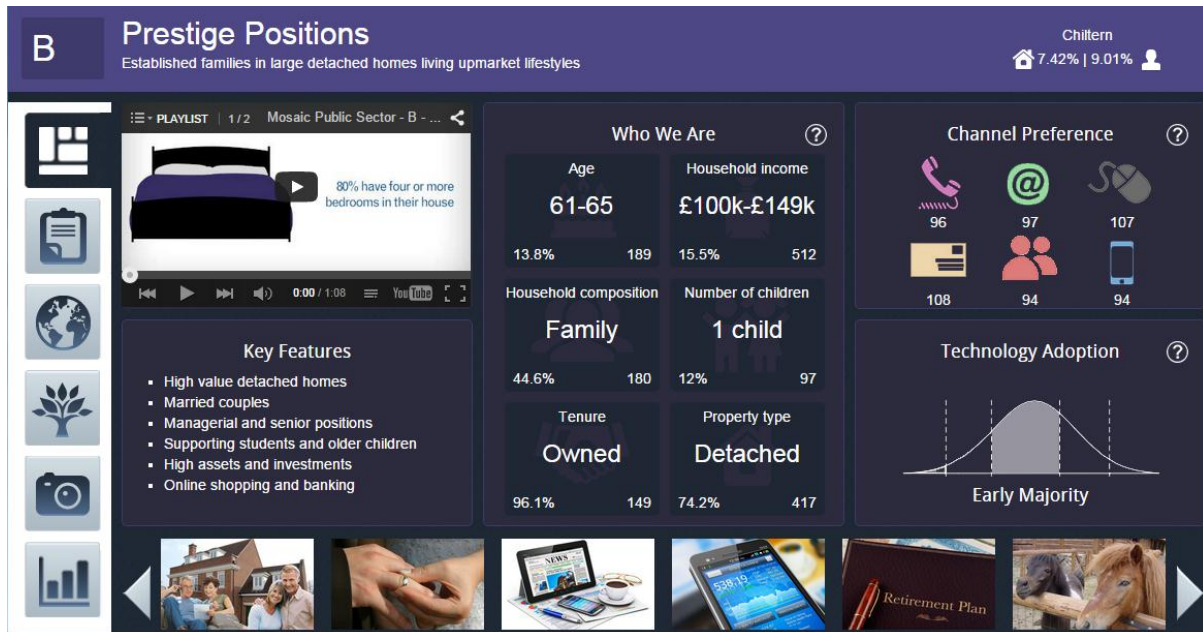 B
Prestige Positions
Established families in large detached homes living upmarket lifestyles
Chiltern
7.42% | 9.01%
PLAYLIST | 1/2 Mosaic Public Sector - B - ...
80% have four or more
bedrooms in their house
0:00 / 1:08 YouTube
Key Features
High value detached homes
Married couples
Managerial and senior positions
Supporting students and older children
High assets and investments
Online shopping and banking
Who We Are ?
Age
61-65
13.8% 189
Household income
£100k-£149k
15.5% 512
Household composition
Family
44.6% 180
Number of children
1 child
12% 97
Tenure
Owned
96.1% 149
Property type
Detached
74.2% 417
Channel Preference ?
@
96 97 107
108 94 94
Technology Adoption ?
Early Majority
NEWS
538.19
Retirement Plan